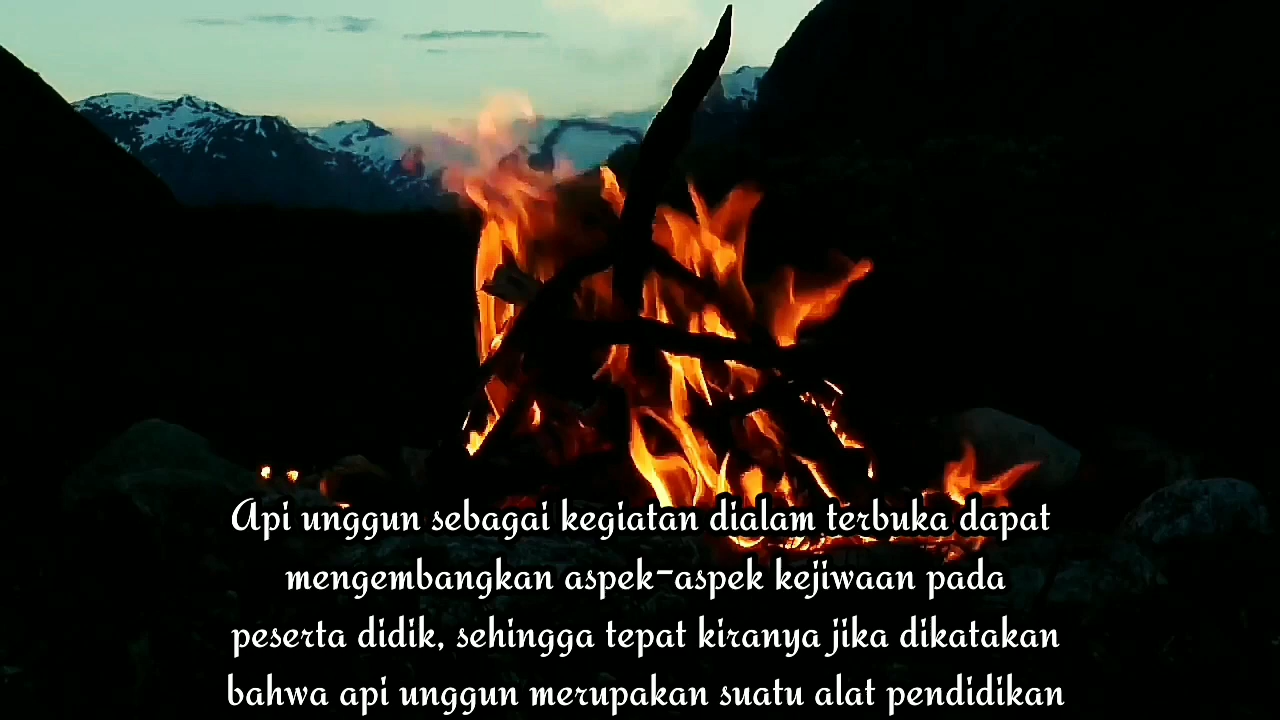 Api unggun sebagai kegiatan dialam terbuka dapat
mengembangkan aspek-aspek kejiwaan pada
peserta didik, sehingga tepat kiranya jika dikatakan
bahwa api unggun merupakan suatu alat pendidikan